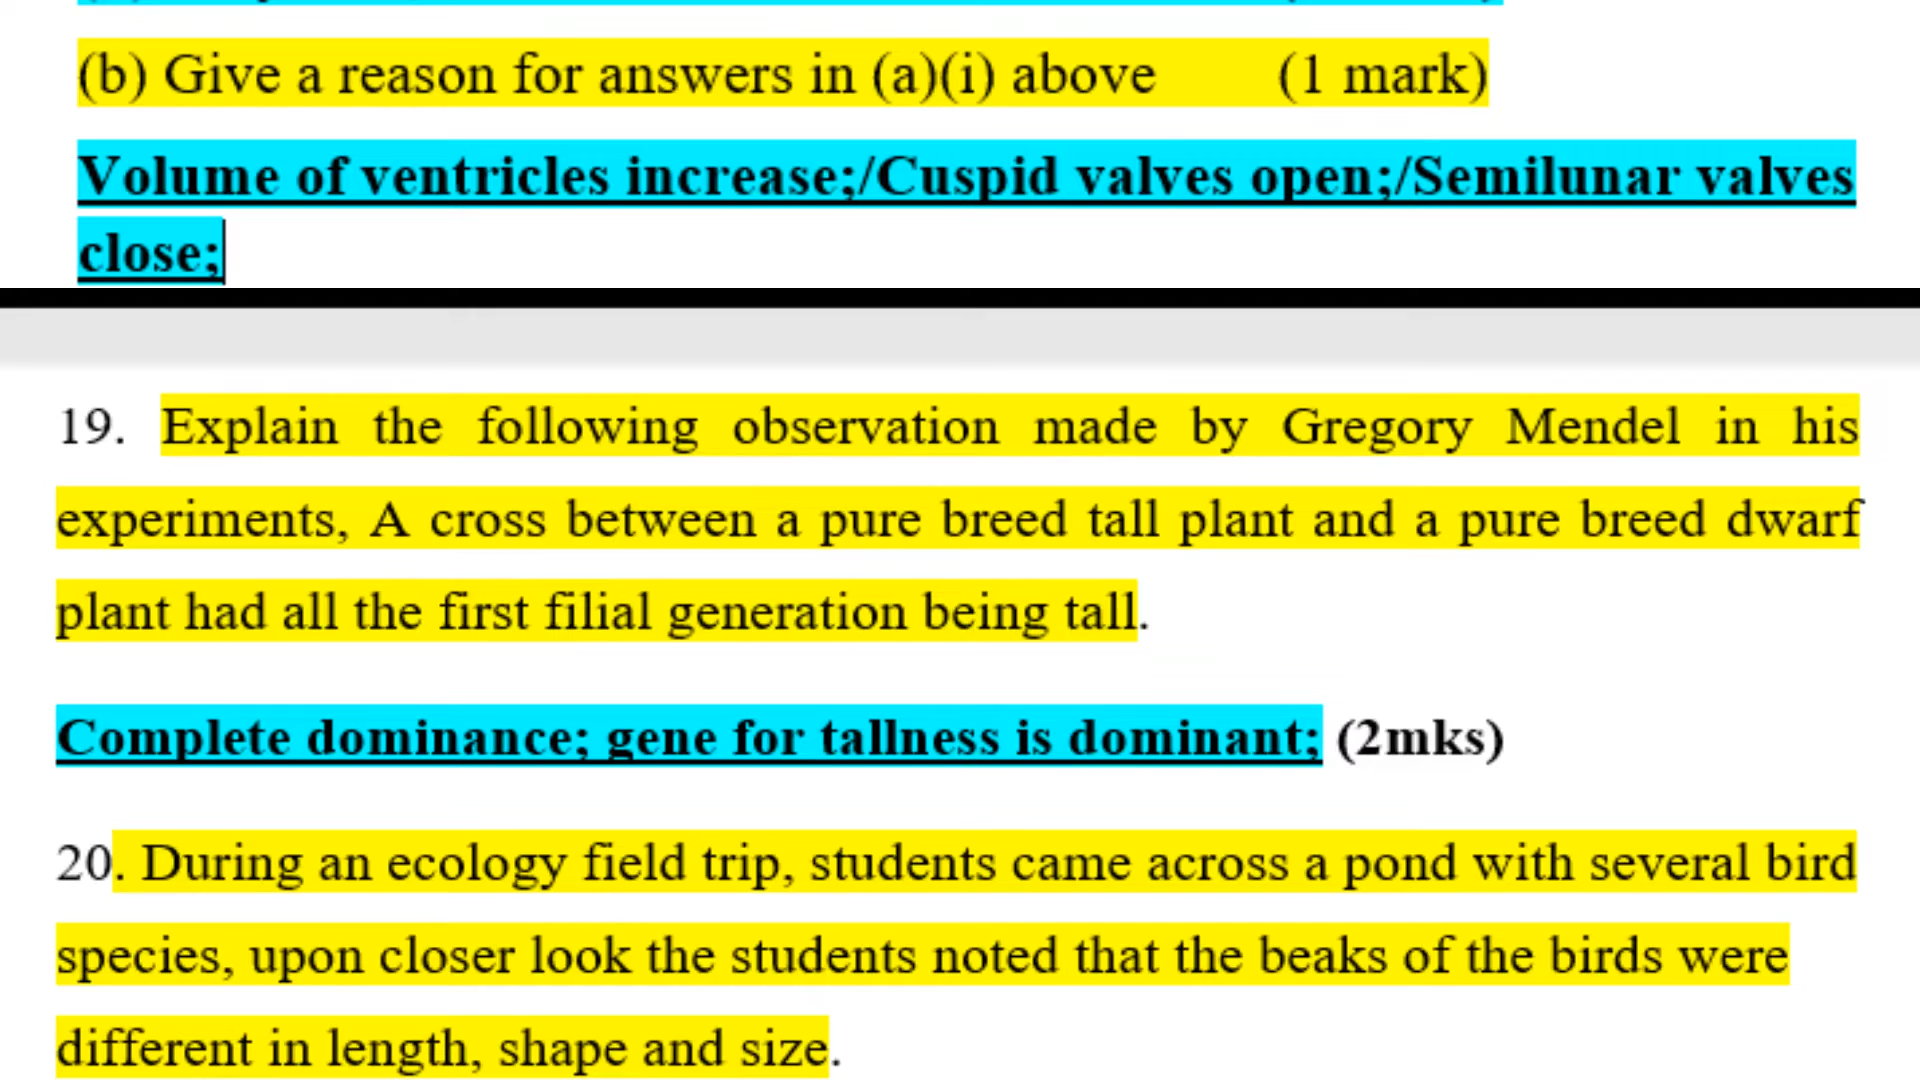 (b) Give a reason for answers in (a)(i) above (1 mark)
Volume of ventricles increase;/Cuspid valves open;/Semilunar valves
close;
19. Explain the following observation made by Gregory Mendel in his
experiments, A cross between a pure breed tall plant and a pure breed dwarf
plant had all the first filial generation being tall.
Complete dominance; gene for tallness is dominant; (2mks)
20. During an ecology field trip, students came across a pond with several bird
species, upon closer look the students noted that the beaks of the birds were
different in length, shape and size.